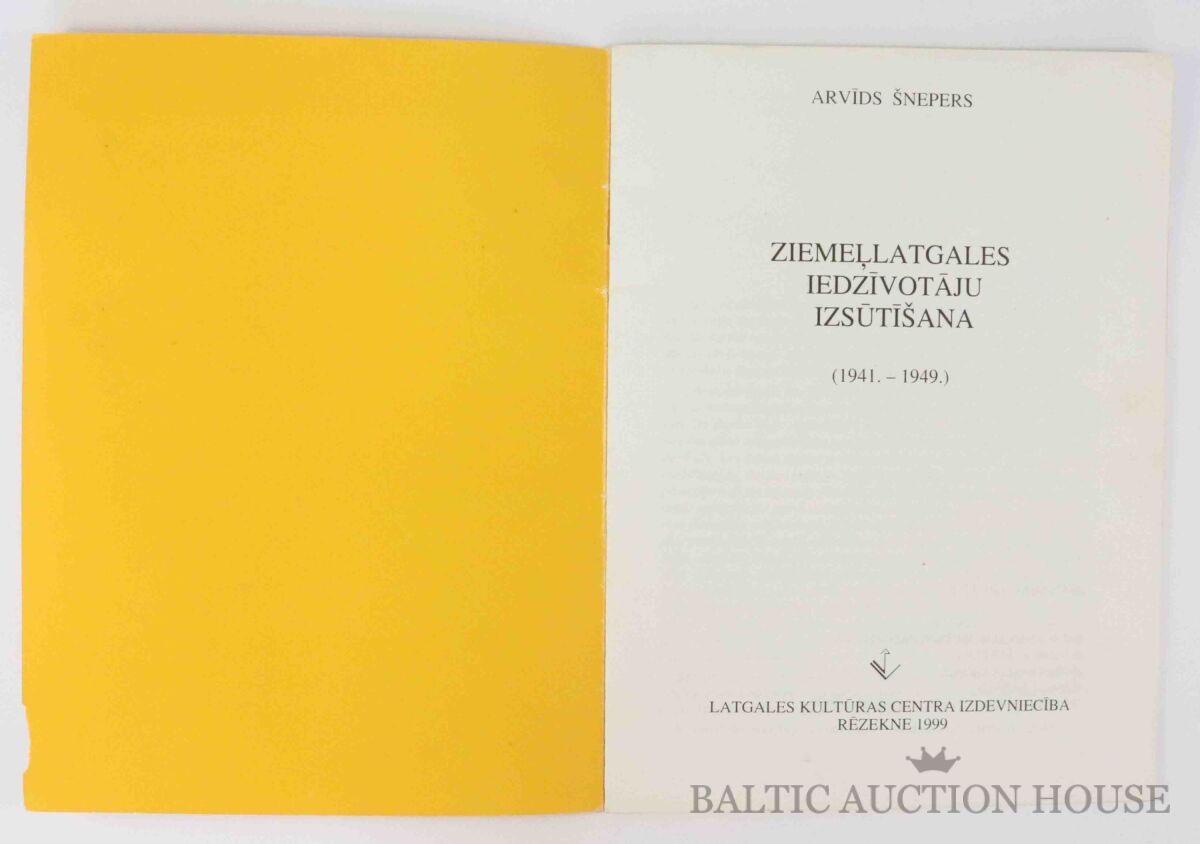 ARVĪDS ŠNEPERS
ZIEMEĻLATGALES
IEDZĪVOTĀJU
IZSŪTĪŠANA
(1941. – 1949.)
LATGALES KULTŪRAS CENTRA IZDEVNIECĪBA
RĒZEKNE 1999
BALTIC AUCTION HOUSE